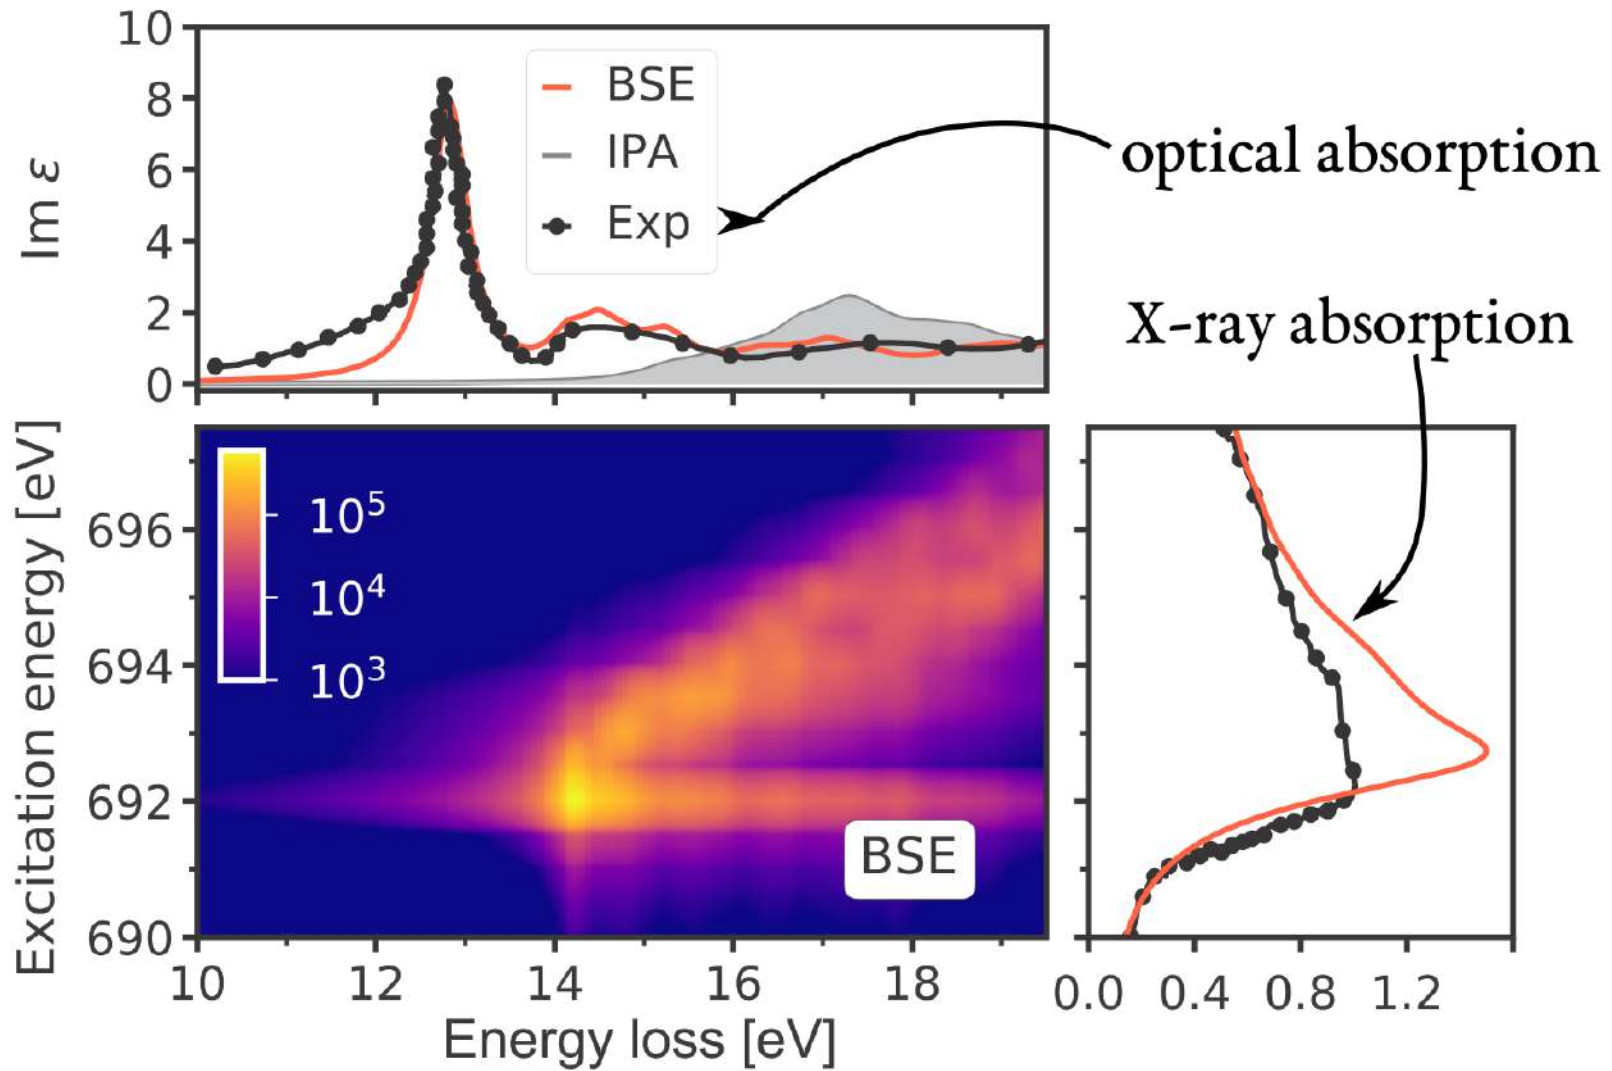 10
8
6
4
2
0
Im ε
BSE
IPA
Exp
optical absorption
X-ray absorption
Excitation energy [eV]
696
694
692
690
10⁵
10⁴
10³
BSE
10 12 14 16 18
Energy loss [eV]
0.0 0.4 0.8 1.2